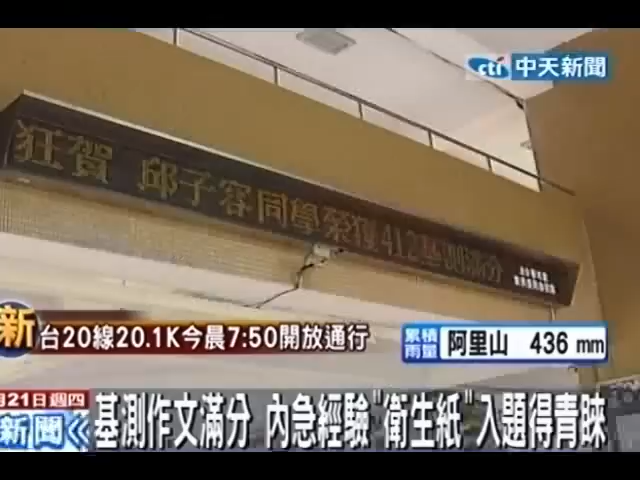 cti 中天新聞
狂賀 邱子容同學榮獲412基測滿分
新 台20線20.1K今晨7:50開放通行
累積雨量 阿里山 436 mm
月21日週四
新聞
基測作文滿分 內急經驗"衛生紙"入題得青睞